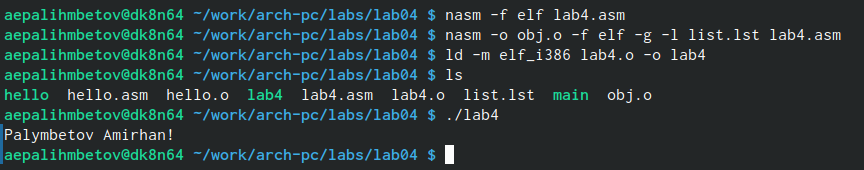 aepalihmbetov@dk8n64 ~/work/arch-pc/labs/lab04 $ nasm -f elf lab4.asm
aepalihmbetov@dk8n64 ~/work/arch-pc/labs/lab04 $ nasm -o obj.o -f elf -g -l list.lst lab4.asm
aepalihmbetov@dk8n64 ~/work/arch-pc/labs/lab04 $ ld -m elf_i386 lab4.o -o lab4
aepalihmbetov@dk8n64 ~/work/arch-pc/labs/lab04 $ ls
hello  hello.asm  hello.o  lab4  lab4.asm  lab4.o  list.lst  main  obj.o
aepalihmbetov@dk8n64 ~/work/arch-pc/labs/lab04 $ ./lab4
Palymbetov Amirhan!
aepalihmbetov@dk8n64 ~/work/arch-pc/labs/lab04 $